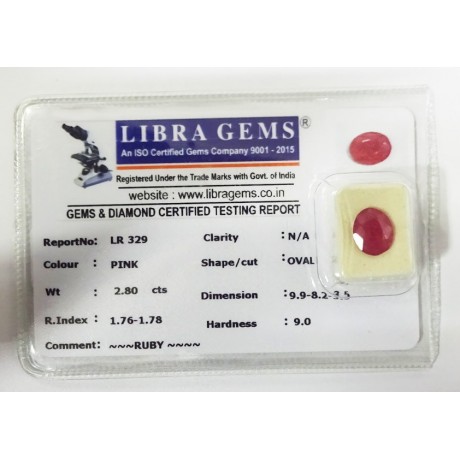 LIBRA GEMS®
An ISO Certified Gems Company 9001 - 2015
Registered Under the Trade Marks with Govt. of India
website : www.libragems.co.in
GEMS & DIAMOND CERTIFIED TESTING REPORT
ReportNo: LR 329 Clarity : N/A
Colour : PINK Shape/cut : OVAL
Wt : 2.80 cts Dimension : 9.9-8.2-3.5
R.Index : 1.76-1.78 Hardness : 9.0
Comment: ~~~RUBY ~~~~